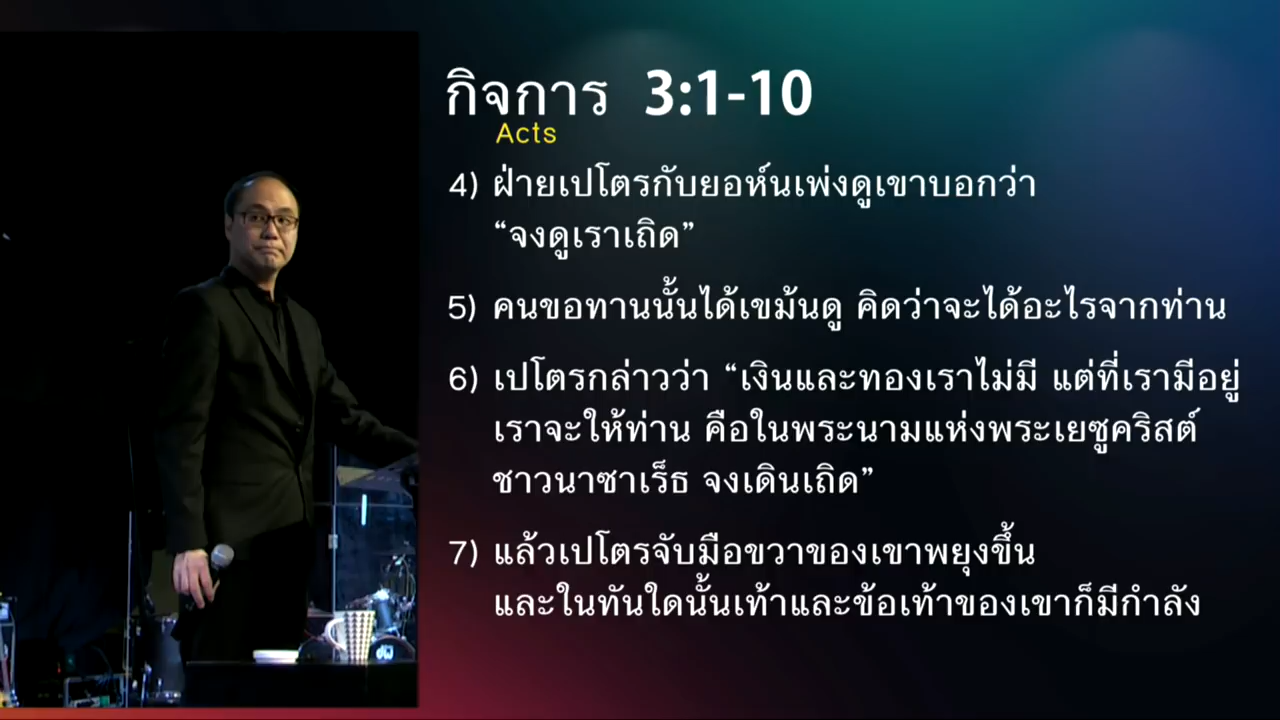 กิจการ 3:1-10
Acts
4) ฝ่ายเปโตรกับยอห์นเพ่งดูเขาบอกว่า
“จงดูเราเถิด”
5) คนขอทานนั้นได้เขม้นดู คิดว่าจะได้อะไรจากท่าน
6) เปโตรกล่าวว่า “เงินและทองเราไม่มี แต่ที่เรามีอยู่
เราจะให้ท่าน คือในพระนามแห่งพระเยซูคริสต์
ชาวนาซาเร็ธ จงเดินเถิด”
7) แล้วเปโตรจับมือขวาของเขาพยุงขึ้น
และในทันใดนั้นเท้าและข้อเท้าของเขาก็มีกำลัง